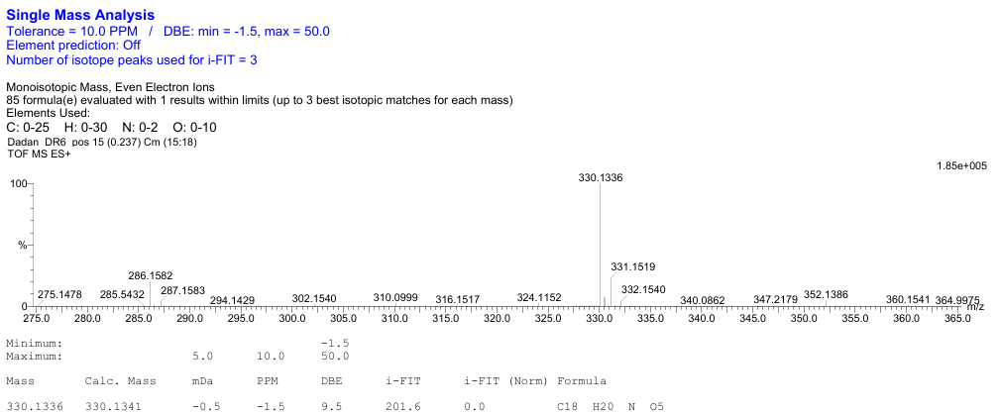 Single Mass Analysis
Tolerance = 10.0 PPM / DBE: min = -1.5, max = 50.0
Element prediction: Off
Number of isotope peaks used for i-FIT = 3
Monoisotopic Mass, Even Electron Ions
85 formula(e) evaluated with 1 results within limits (up to 3 best isotopic matches for each mass)
Elements Used:
C: 0-25 H: 0-30 N: 0-2 O: 0-10
Dadan DR6 pos 15 (0.237) Cm (15:18)
TOF MS ES+
1.85e+005
100
330.1336
%
331.1519
286.1582
275.1478 285.5432 287.1583 294.1429 302.1540 310.0999 316.1517 324.1152 332.1540 340.0862 347.2179 352.1386 360.1541 364.9975
0
m/z
275.0 280.0 285.0 290.0 295.0 300.0 305.0 310.0 315.0 320.0 325.0 330.0 335.0 340.0 345.0 350.0 355.0 360.0 365.0
Minimum: -1.5
Maximum: 5.0 10.0 50.0
Mass Calc. Mass mDa PPM DBE i-FIT i-FIT (Norm) Formula
330.1336 330.1341 -0.5 -1.5 9.5 201.6 0.0 C18 H20 N O5